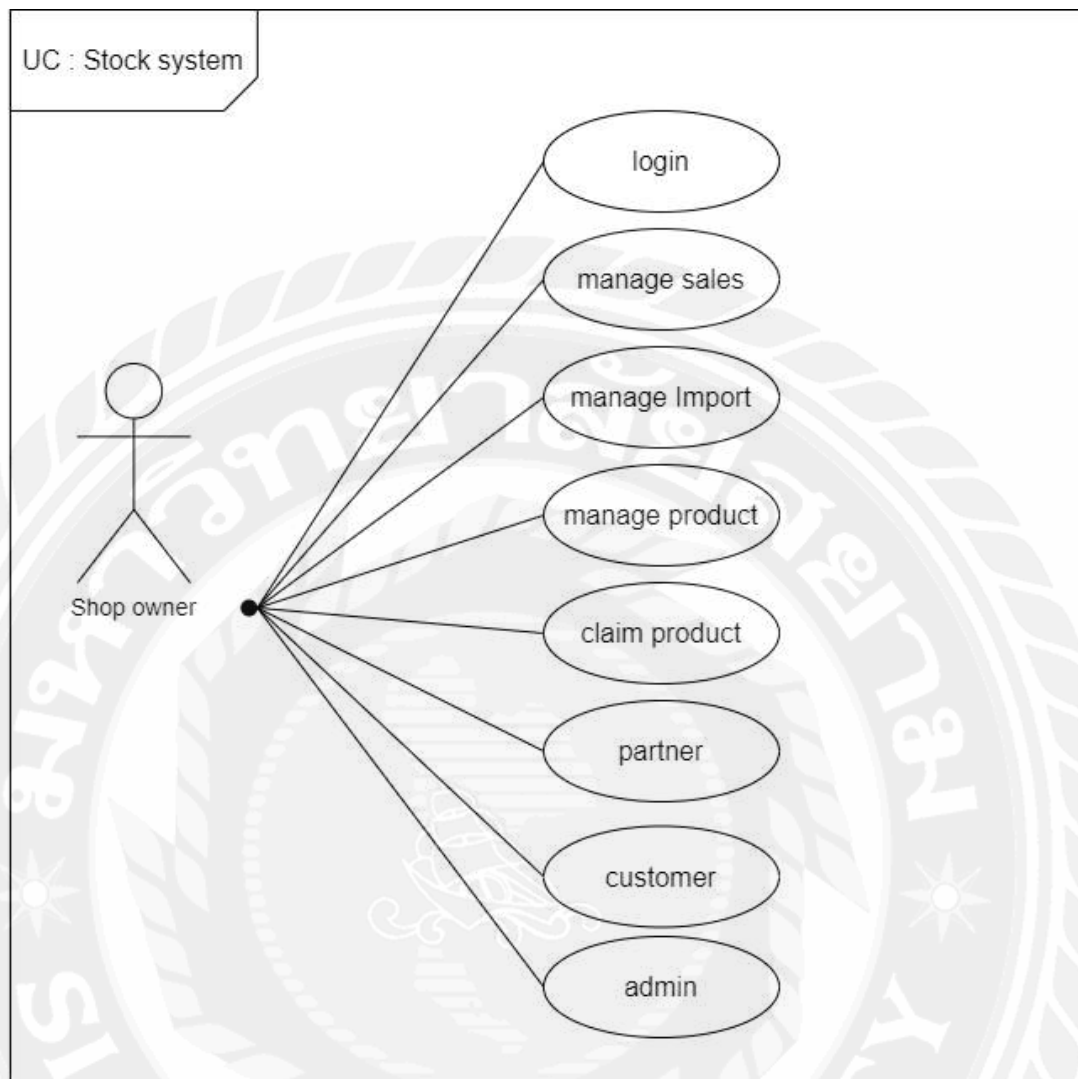 UC : Stock system
login
manage sales
manage Import
manage product
Shop owner
claim product
partner
customer
admin